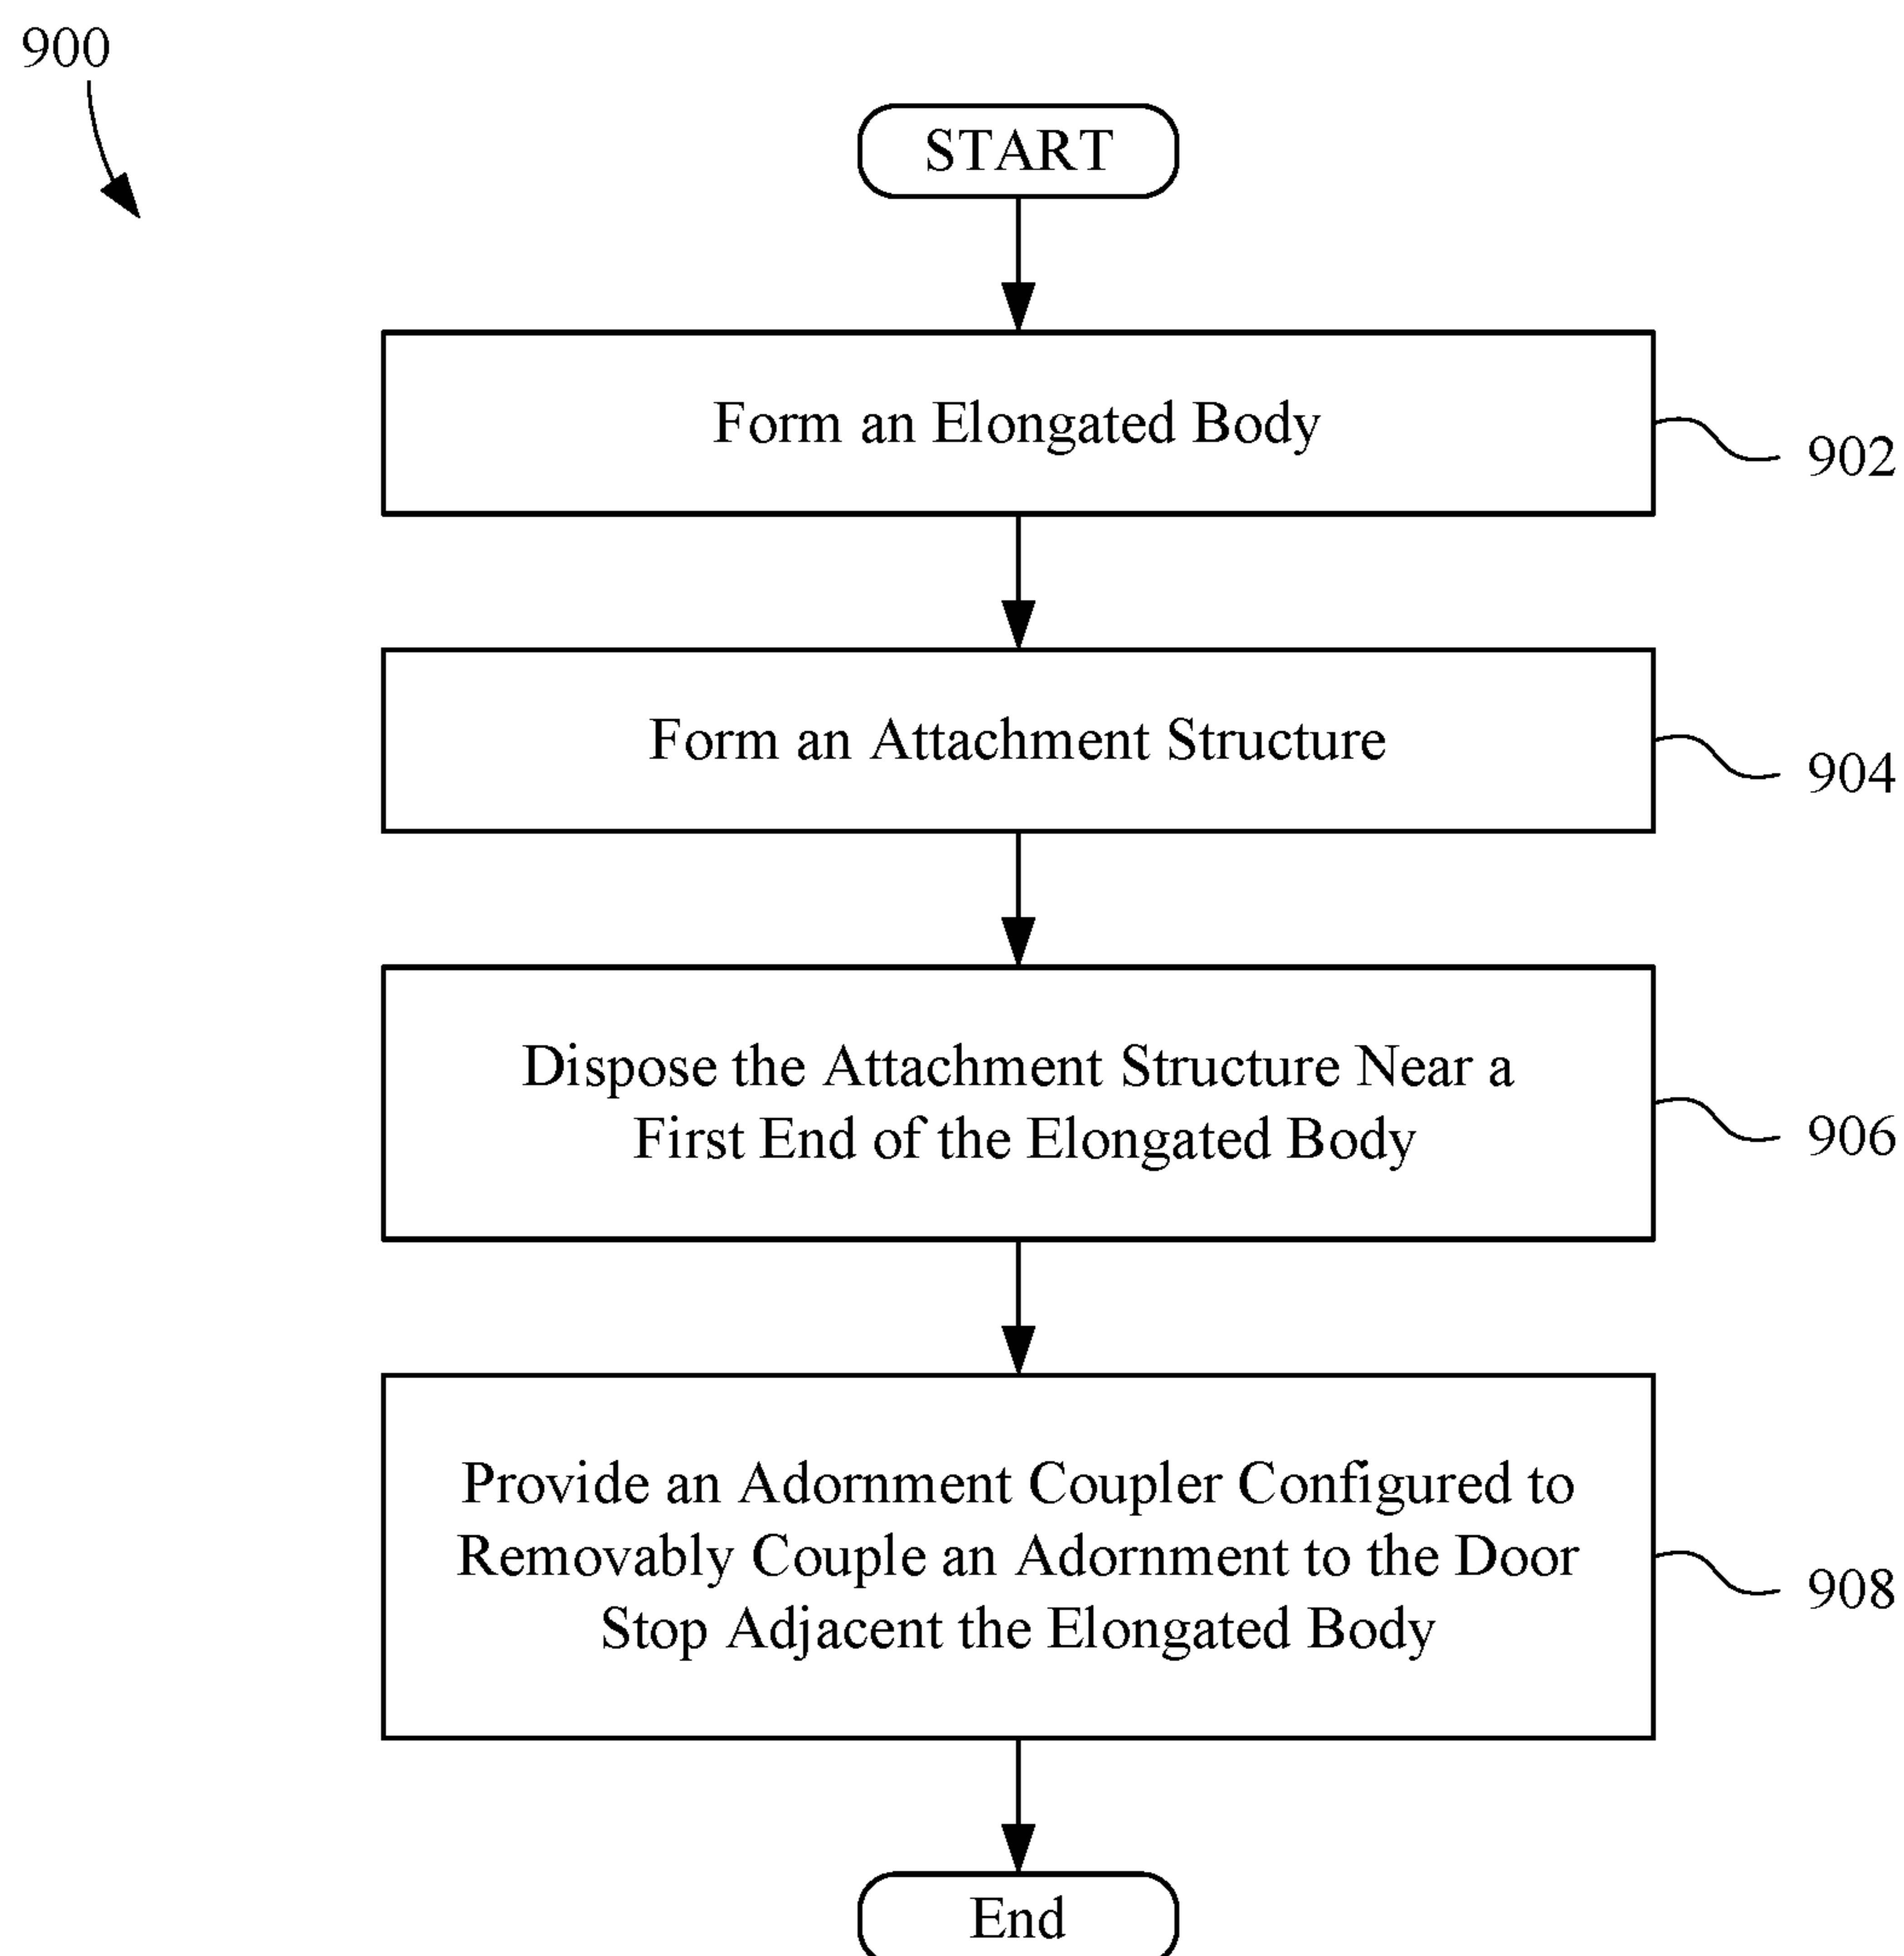 900
START
Form an Elongated Body
902
Form an Attachment Structure
904
Dispose the Attachment Structure Near a
First End of the Elongated Body
906
Provide an Adornment Coupler Configured to
Removably Couple an Adornment to the Door
Stop Adjacent the Elongated Body
908
End